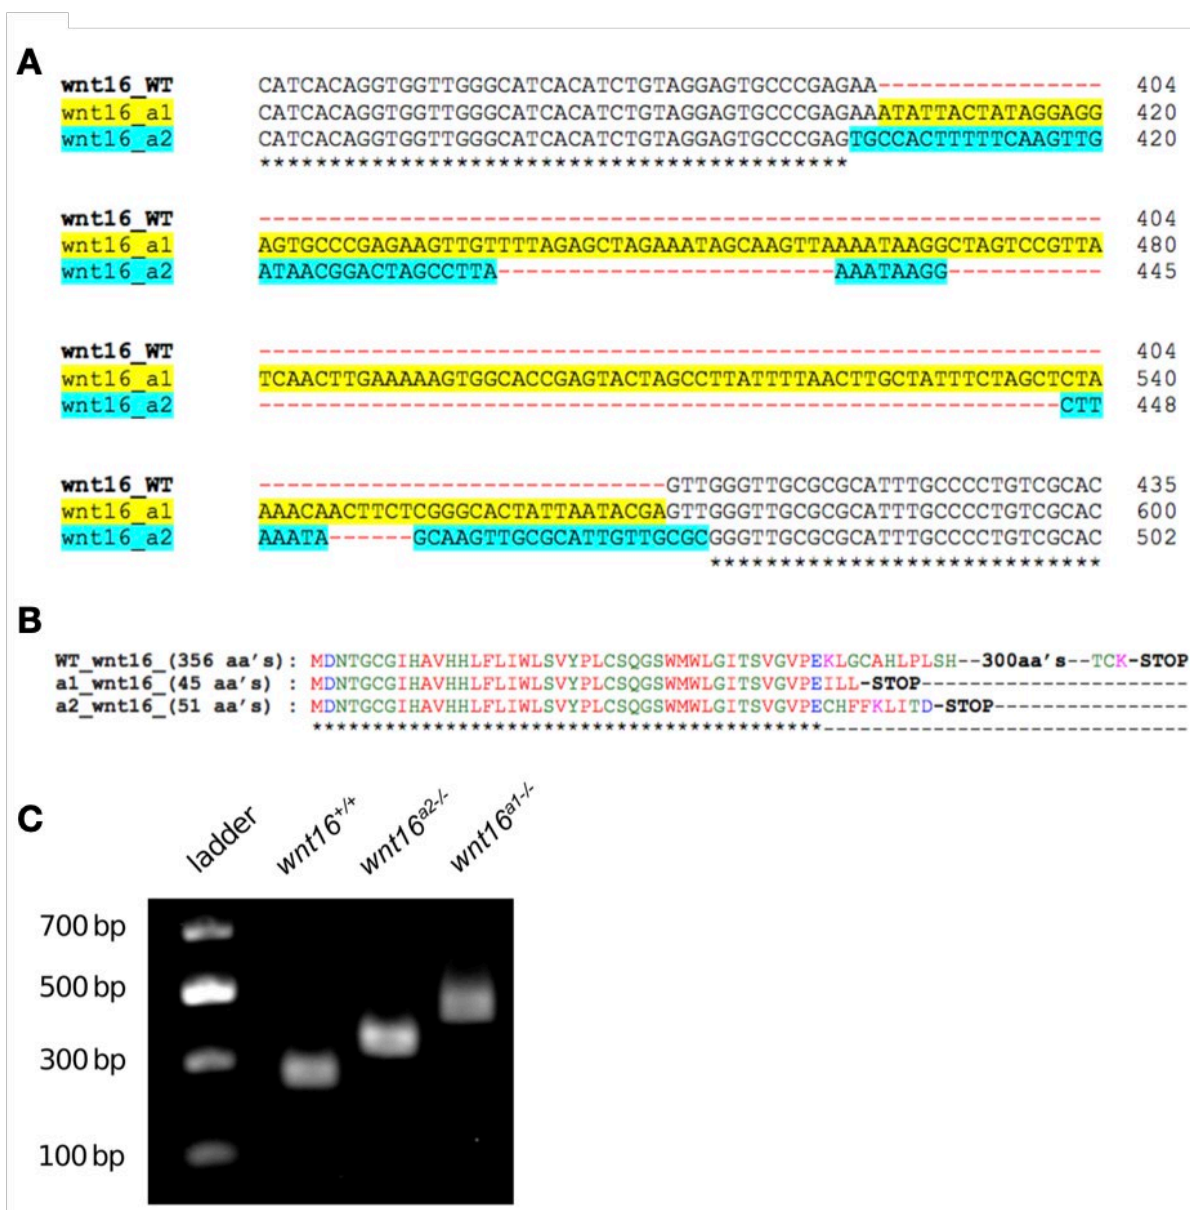 A
wnt16_WT CATCACAGGTGGTTGGGCATCACATCTGTAGGAGTGCCCGAGAA---------------- 404
wnt16_a1 CATCACAGGTGGTTGGGCATCACATCTGTAGGAGTGCCCGAGAAATATTACTATAGGAGG 420
wnt16_a2 CATCACAGGTGGTTGGGCATCACATCTGTAGGAGTGCCCGAGTGCCACTTTTTCAAGTTG 420
******************************************
wnt16_WT ------------------------------------------------------------ 404
wnt16_a1 AGTGCCCGAGAAGTTGTTTTAGAGCTAGAAATAGCAAGTTAAAATAAGGCTAGTCCGTTA 480
wnt16_a2 ATAACGGACTAGCCTTA------------------------AAATAAGG----------- 445
wnt16_WT ------------------------------------------------------------ 404
wnt16_a1 TCAACTTGAAAAAGTGGCACCGAGTACTAGCCTTATTTTAACTTGCTATTTCTAGCTCTA 540
wnt16_a2 ---------------------------------------------------------CTT 448
wnt16_WT -----------------------------GTTGGGTTGCGCGCATTTGCCCCTGTCGCAC 435
wnt16_a1 AAACAACTTCTCGGGCACTATTAATACGAGTTGGGTTGCGCGCATTTGCCCCTGTCGCAC 600
wnt16_a2 AAATA------GCAAGTTGCGCATTGTTGCGCGGGTTGCGCGCATTTGCCCCTGTCGCAC 502
****************************
B
WT_wnt16_(356 aa's): MDNTGCGIHAVHHLFLIWLSVYPLCSQGSWMWLGITSVGVPEKLGCAHLPLSH--300aa's--TCK-STOP
a1_wnt16_(45 aa's) : MDNTGCGIHAVHHLFLIWLSVYPLCSQGSWMWLGITSVGVPEILL-STOP----------------------
a2_wnt16_(51 aa's) : MDNTGCGIHAVHHLFLIWLSVYPLCSQGSWMWLGITSVGVPECHFFKLITD-STOP----------------
******************************************------------------------------
C
ladder wnt16+/+ wnt16a2-/- wnt16a1-/-
700 bp
500 bp
300 bp
100 bp